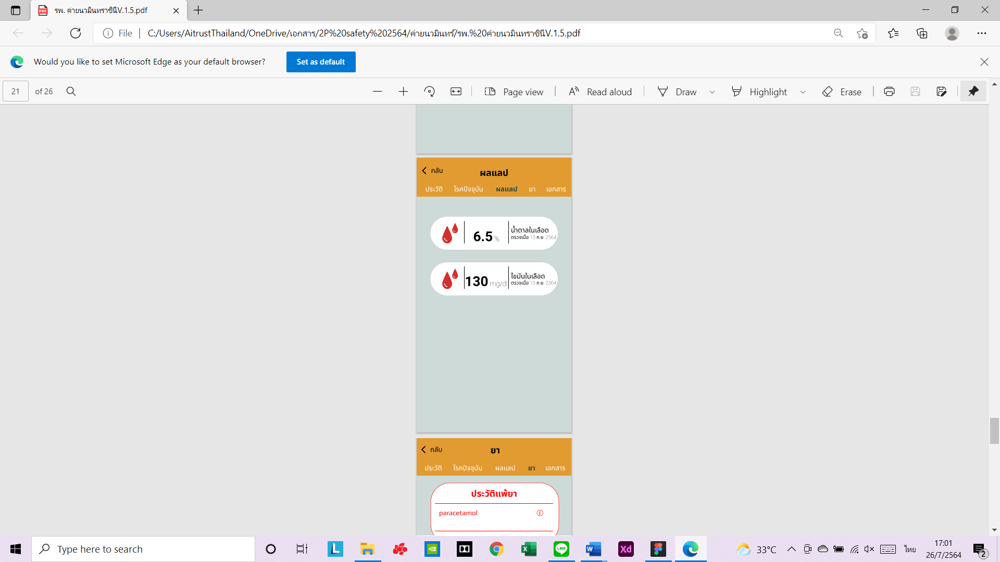 รพ. ค่ายนวมินทราชินีV.1.5.pdf
File
C:/Users/AitrustThailand/OneDrive/เอกสาร/2P%20safety%202564/ค่ายนวมินทร์/รพ.%20ค่ายนวมินทราชินีV.1.5.pdf
Would you like to set Microsoft Edge as your default browser?
Set as default
21 of 26
Page view
Read aloud
Draw
Highlight
Erase
กลับ
ผลแลป
ประวัติ โรคปัจจุบัน ผลแลป ยา เอกสาร
6.5 %
น้ำตาลในเลือด
ตรวจเมื่อ 13 ก.ย. 2564
130 mg/dl
ไขมันในเลือด
ตรวจเมื่อ 13 ก.ย. 2564
กลับ
ยา
ประวัติ โรคปัจจุบัน ผลแลป ยา เอกสาร
ประวัติแพ้ยา
paracetamol
Type here to search
33°C
ไทย
17:01
26/7/2564
2